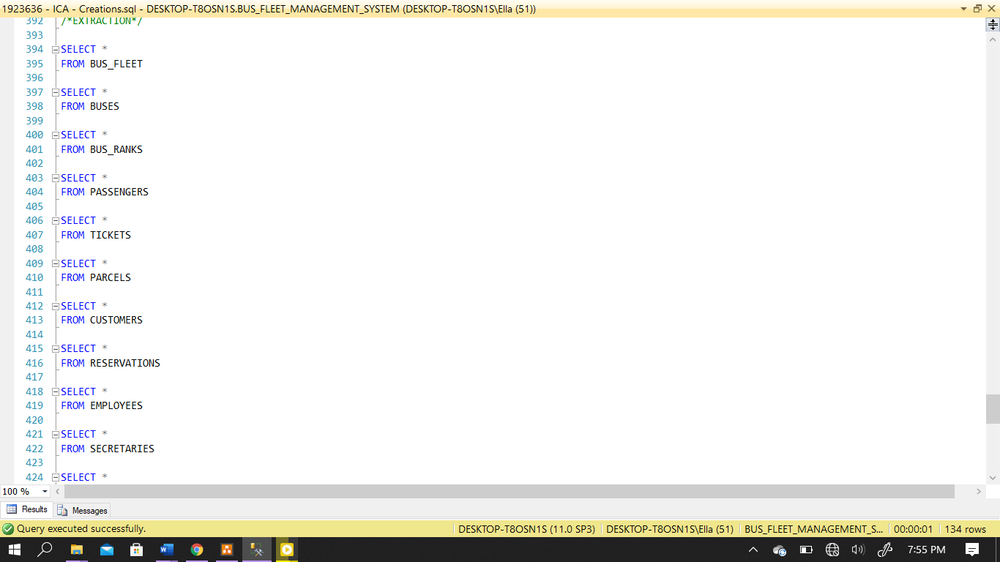 1923636 - ICA - Creations.sql - DESKTOP-T8OSN1S.BUS_FLEET_MANAGEMENT_SYSTEM (DESKTOP-T8OSN1S\Ella (51))
392 /*EXTRACTION*/
393
394 SELECT *
395 FROM BUS_FLEET
396
397 SELECT *
398 FROM BUSES
399
400 SELECT *
401 FROM BUS_RANKS
402
403 SELECT *
404 FROM PASSENGERS
405
406 SELECT *
407 FROM TICKETS
408
409 SELECT *
410 FROM PARCELS
411
412 SELECT *
413 FROM CUSTOMERS
414
415 SELECT *
416 FROM RESERVATIONS
417
418 SELECT *
419 FROM EMPLOYEES
420
421 SELECT *
422 FROM SECRETARIES
423
424 SELECT *
100 %
Results Messages
Query executed successfully. DESKTOP-T8OSN1S (11.0 SP3) DESKTOP-T8OSN1S\Ella (51) BUS_FLEET_MANAGEMENT_S... 00:00:01 134 rows
7:55 PM